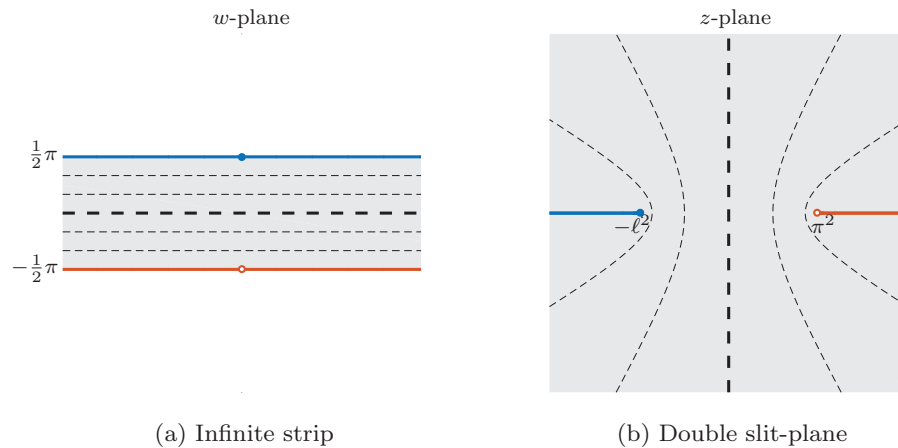 w-plane
z-plane
½π
−½π
−ℓ²
π²
(a) Infinite strip
(b) Double slit-plane